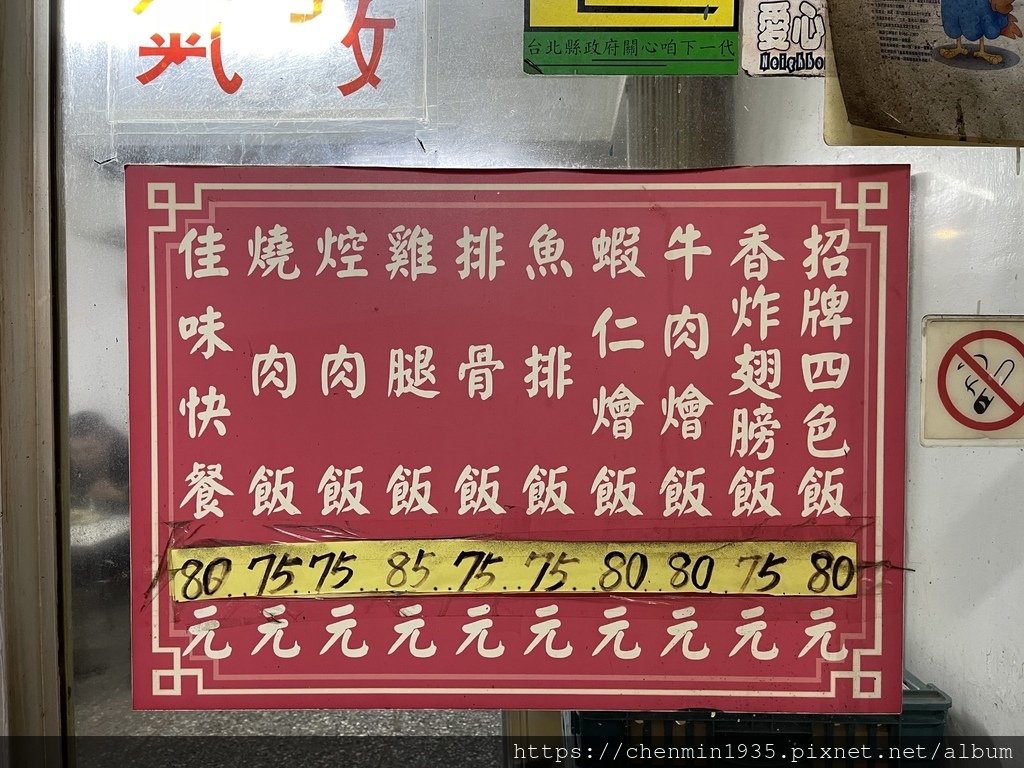 台北縣政府關心咱下一代
愛心
Neighbo
招牌四色飯80元
香炸翅膀飯75元
牛肉燴飯80元
蝦仁燴飯80元
魚排飯75元
排骨飯75元
雞腿飯85元
焢肉飯75元
燒肉飯75元
佳味快餐80元
https://chenmin1935.pixnet.net/album